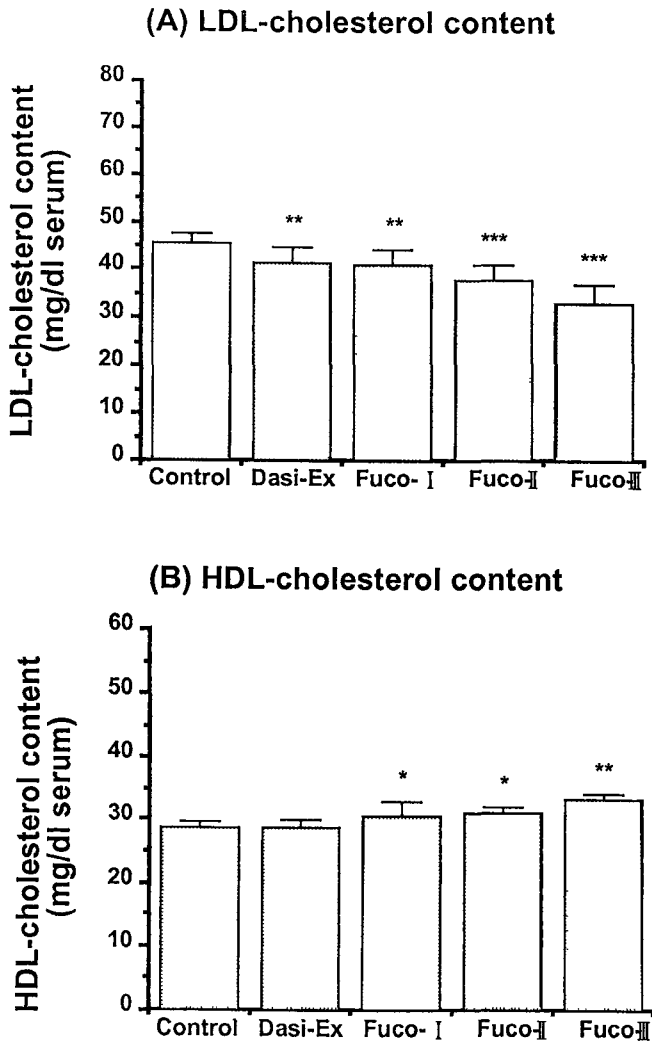 (A) LDL-cholesterol content
LDL-cholesterol content
(mg/dl serum)
80
70
60
50
40
30
20
10
0
** ** *** ***
Control Dasi-Ex Fuco- Ⅰ Fuco-Ⅱ Fuco-Ⅲ
(B) HDL-cholesterol content
HDL-cholesterol content
(mg/dl serum)
60
50
40
30
20
10
0
* * **
Control Dasi-Ex Fuco- Ⅰ Fuco-Ⅱ Fuco-Ⅲ